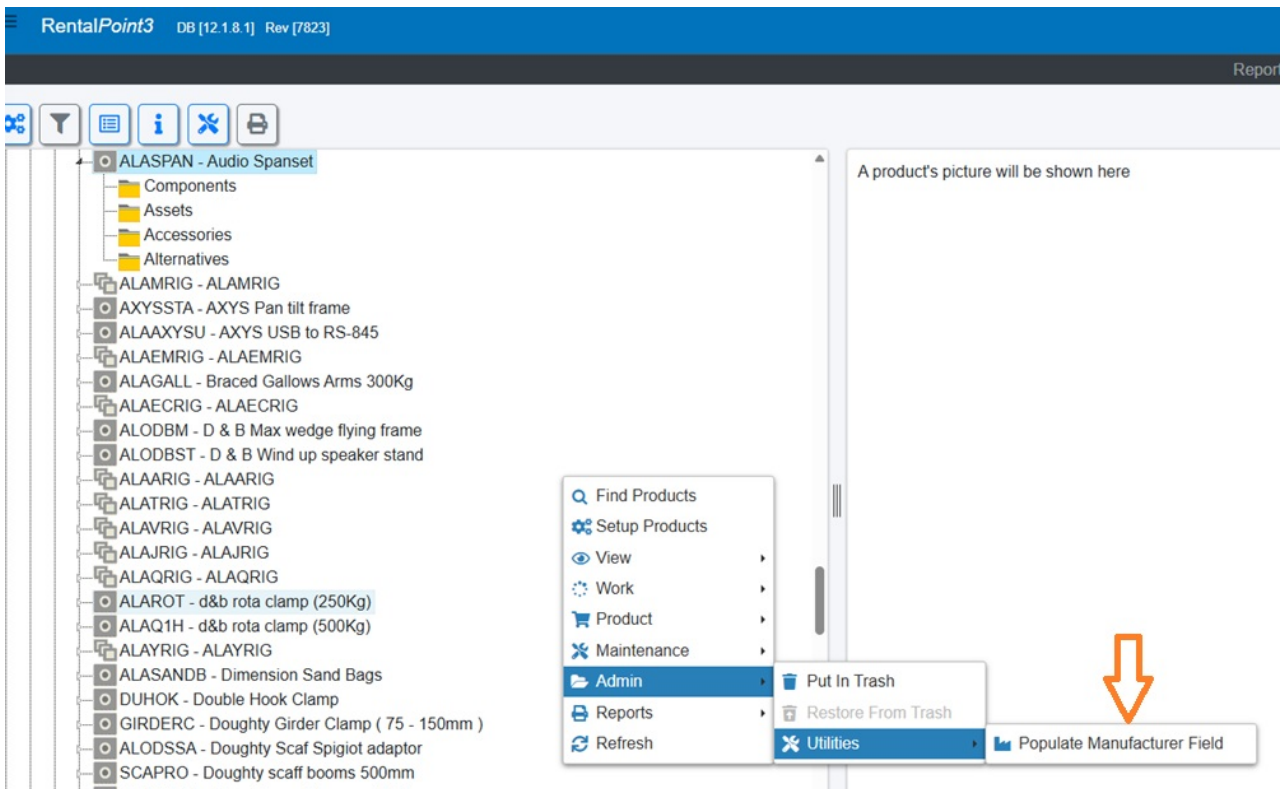 RentalPoint3 DB [12.1.8.1] Rev [7823]
Report
A product's picture will be shown here
ALASPAN - Audio Spanset
Components
Assets
Accessories
Alternatives
ALAMRIG - ALAMRIG
AXYSSTA - AXYS Pan tilt frame
ALAAXYSU - AXYS USB to RS-845
ALAEMRIG - ALAEMRIG
ALAGALL - Braced Gallows Arms 300Kg
ALAECRIG - ALAECRIG
ALODBM - D & B Max wedge flying frame
ALODBST - D & B Wind up speaker stand
ALAARIG - ALAARIG
ALATRIG - ALATRIG
ALAVRIG - ALAVRIG
ALAJRIG - ALAJRIG
ALAQRIG - ALAQRIG
ALAROT - d&b rota clamp (250Kg)
ALAQ1H - d&b rota clamp (500Kg)
ALAYRIG - ALAYRIG
ALASANDB - Dimension Sand Bags
DUHOK - Double Hook Clamp
GIRDERC - Doughty Girder Clamp ( 75 - 150mm )
ALODSSA - Doughty Scaf Spigiot adaptor
SCAPRO - Doughty scaff booms 500mm
Find Products
Setup Products
View
Work
Product
Maintenance
Admin
Reports
Refresh
Put In Trash
Restore From Trash
Utilities
Populate Manufacturer Field